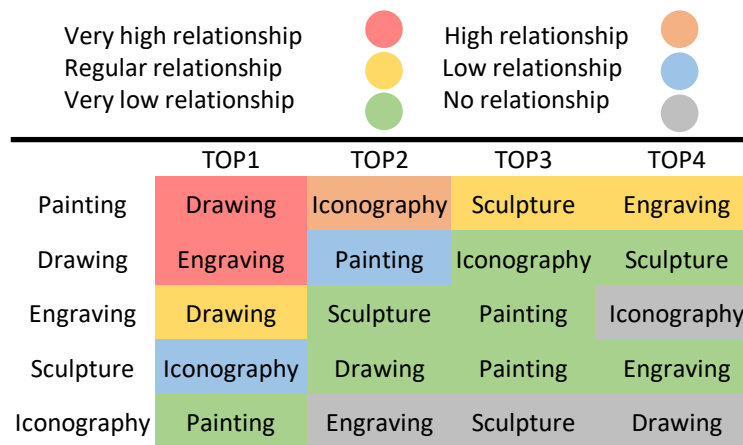 Very high relationship High relationship
Regular relationship Low relationship
Very low relationship No relationship
TOP1 TOP2 TOP3 TOP4
Painting Drawing Iconography Sculpture Engraving
Drawing Engraving Painting Iconography Sculpture
Engraving Drawing Sculpture Painting Iconography
Sculpture Iconography Drawing Painting Engraving
Iconography Painting Engraving Sculpture Drawing